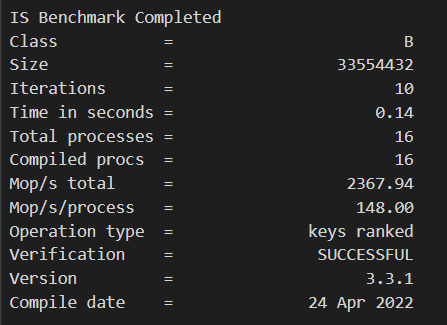 IS Benchmark Completed
Class           =                        B
Size            =                 33554432
Iterations      =                       10
Time in seconds =                     0.14
Total processes =                       16
Compiled procs  =                       16
Mop/s total     =                  2367.94
Mop/s/process   =                   148.00
Operation type  =              keys ranked
Verification    =               SUCCESSFUL
Version         =                    3.3.1
Compile date    =              24 Apr 2022